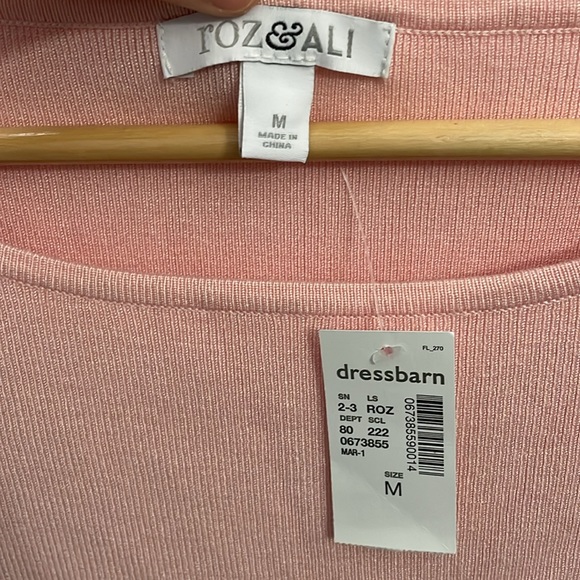 roz&ALI
M
MADE IN
CHINA
FL_270
dressbarn
SN LS
2-3 ROZ
DEPT SCL
80 222
0673855
MAR-1
067385590014
SIZE
M